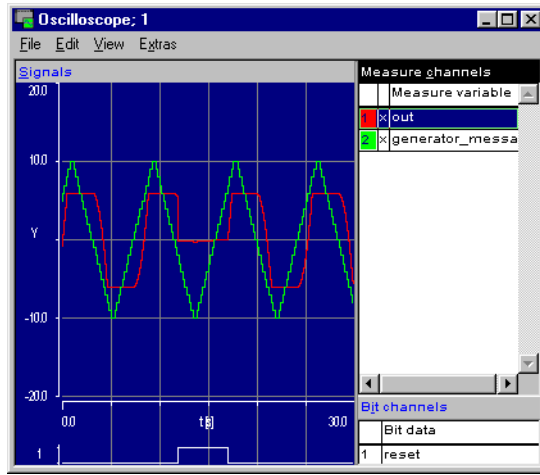 Oscilloscope; 1
File Edit View Extras
Signals
20.0
10.0
Y
-10.0
-20.0
0.0 t[s] 30.0
1
Measure channels
Measure variable
1 x out
2 x generator_messa
Bit channels
Bit data
1 reset